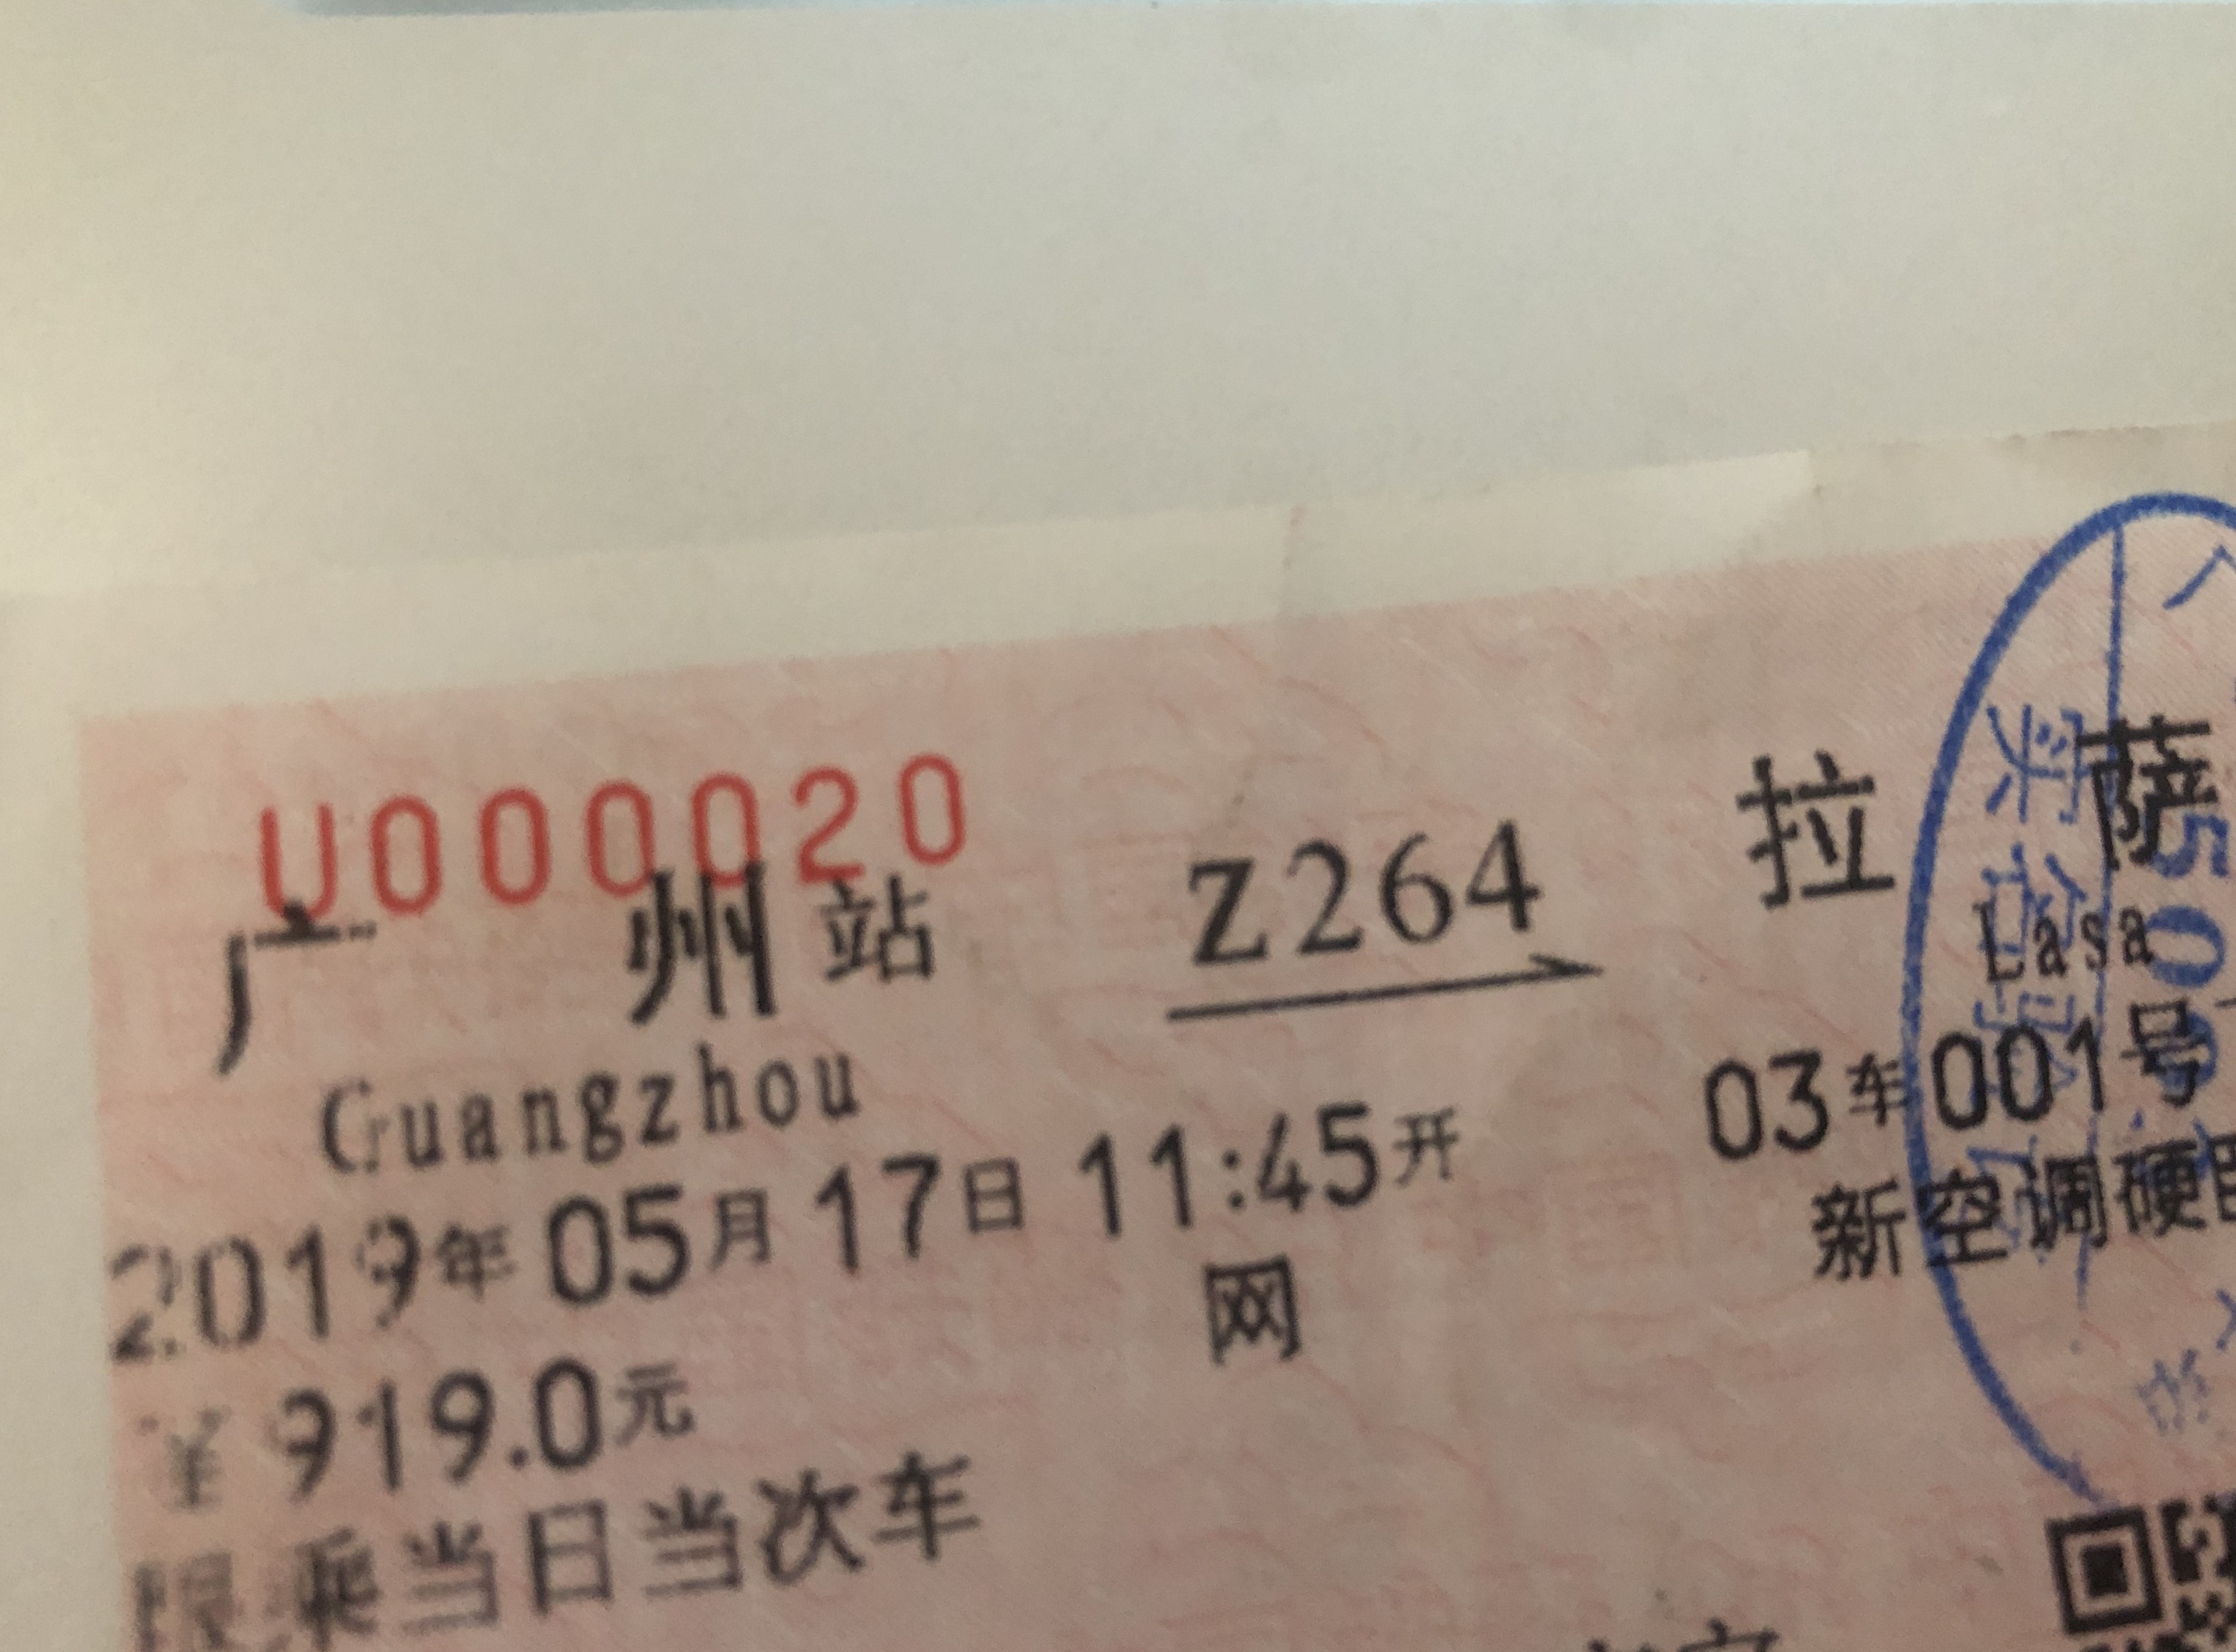 U000020
广 州 站 Z264 拉 萨
Guangzhou Lasa
2019年05月17日 11:45开 03车001号
¥919.0元 网 新空调硬
限乘当日当次车